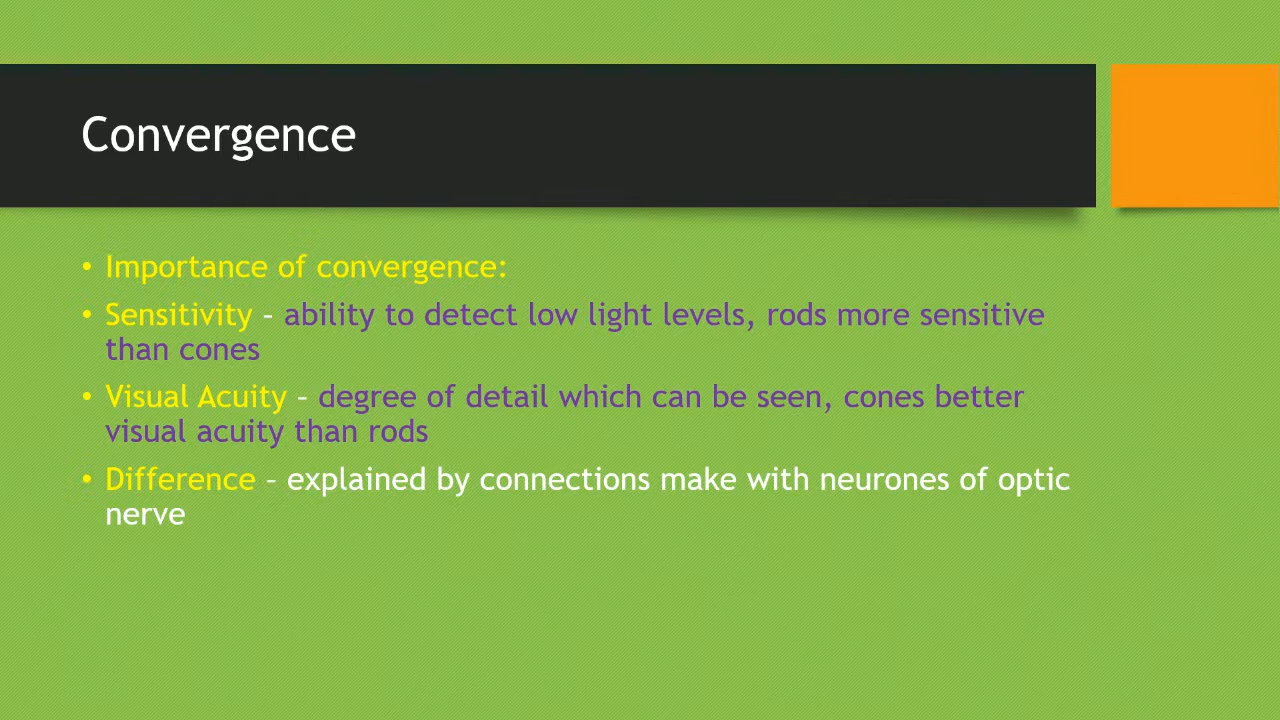 Convergence
• Importance of convergence:
• Sensitivity – ability to detect low light levels, rods more sensitive
than cones
• Visual Acuity – degree of detail which can be seen, cones better
visual acuity than rods
• Difference – explained by connections make with neurones of optic
nerve